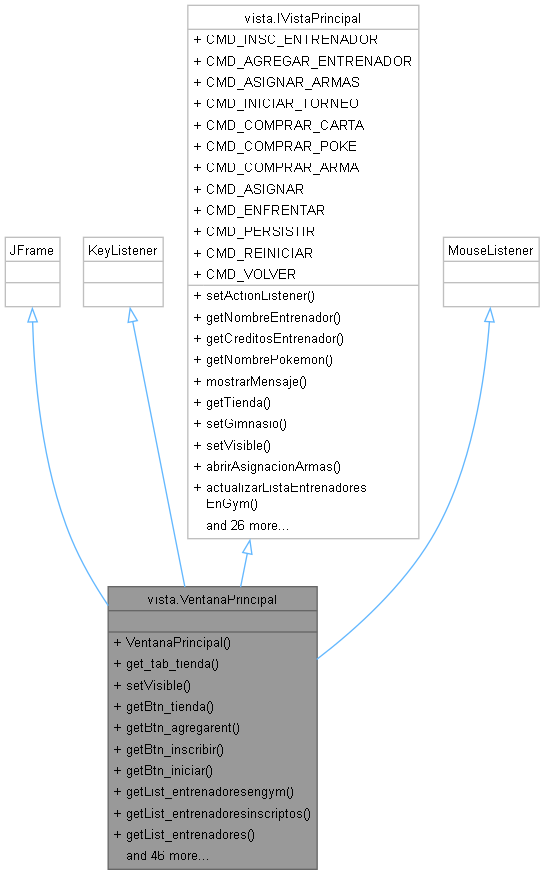 vista.IVistaPrincipal
+ CMD_INSC_ENTRENADOR
+ CMD_AGREGAR_ENTRENADOR
+ CMD_ASIGNAR_ARMAS
+ CMD_INICIAR_TORNEO
+ CMD_COMPRAR_CARTA
+ CMD_COMPRAR_POKE
+ CMD_COMPRAR_ARMA
+ CMD_ASIGNAR
+ CMD_ENFRENTAR
+ CMD_PERSISTIR
+ CMD_REINICIAR
+ CMD_VOLVER
+ setActionListener()
+ getNombreEntrenador()
+ getCreditosEntrenador()
+ getNombrePokemon()
+ mostrarMensaje()
+ getTienda()
+ setGimnasio()
+ setVisible()
+ abrirAsignacionArmas()
+ actualizarListaEntrenadores
EnGym()
and 26 more...
JFrame
KeyListener
MouseListener
vista.VentanaPrincipal
+ VentanaPrincipal()
+ get_tab_tienda()
+ setVisible()
+ getBtn_tienda()
+ getBtn_agregarent()
+ getBtn_inscribir()
+ getBtn_iniciar()
+ getList_entrenadoresengym()
+ getList_entrenadoresinscriptos()
+ getList_entrenadores()
and 46 more...